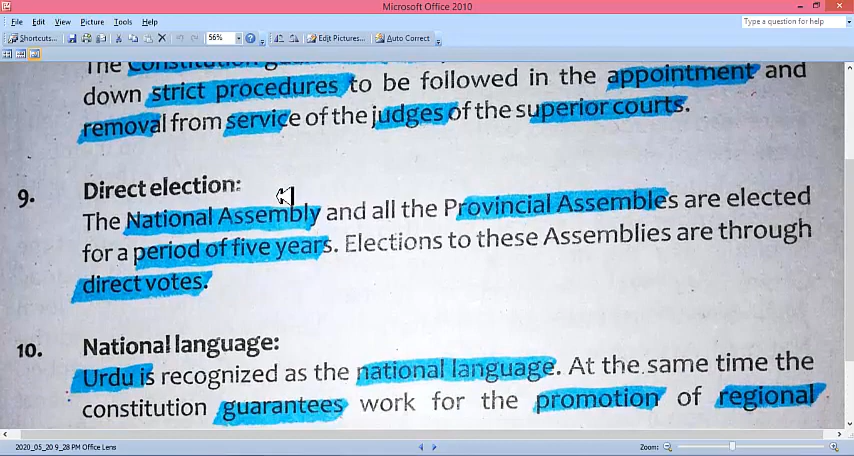 Microsoft Office 2010
File Edit View Picture Tools Help
Type a question for help
Shortcuts... 56% Edit Pictures... Auto Correct
The Constitution
down strict procedures to be followed in the appointment and
removal from service of the judges of the superior courts.
9. Direct election:
The National Assembly and all the Provincial Assembles are elected
for a period of five years. Elections to these Assemblies are through
direct votes.
10. National language:
Urdu is recognized as the national language. At the same time the
constitution guarantees work for the promotion of regional
2020_05_20 9_28 PM Office Lens
Zoom: